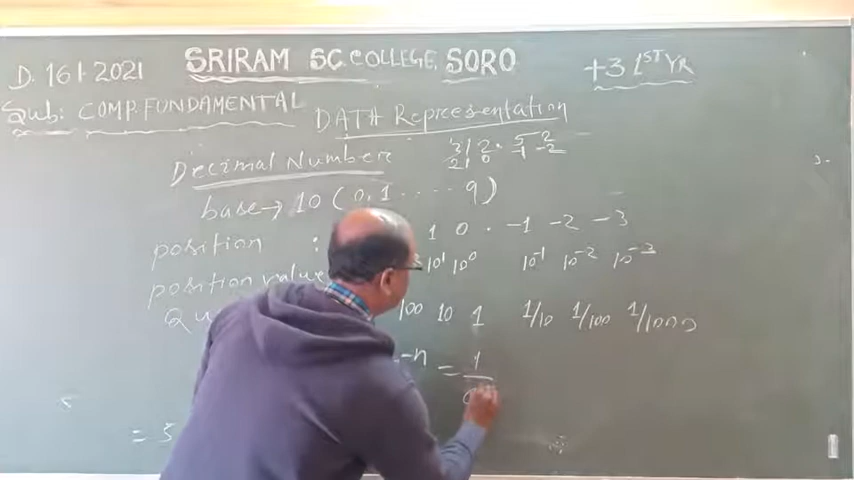 D. 16 1. 2021 SRIRAM SC. COLLEGE, SORO +3 1ST YR
Sub: COMP. FUNDAMENTAL
DATA Representation
Decimal Number
base → 10 (0,1 .... 9)
position : 1 0 . -1 -2 -3
position value 10¹ 10⁰ 10⁻¹ 10⁻² 10⁻³
100 10 1 1/10 1/100 1/1000
-n = 1
= 5